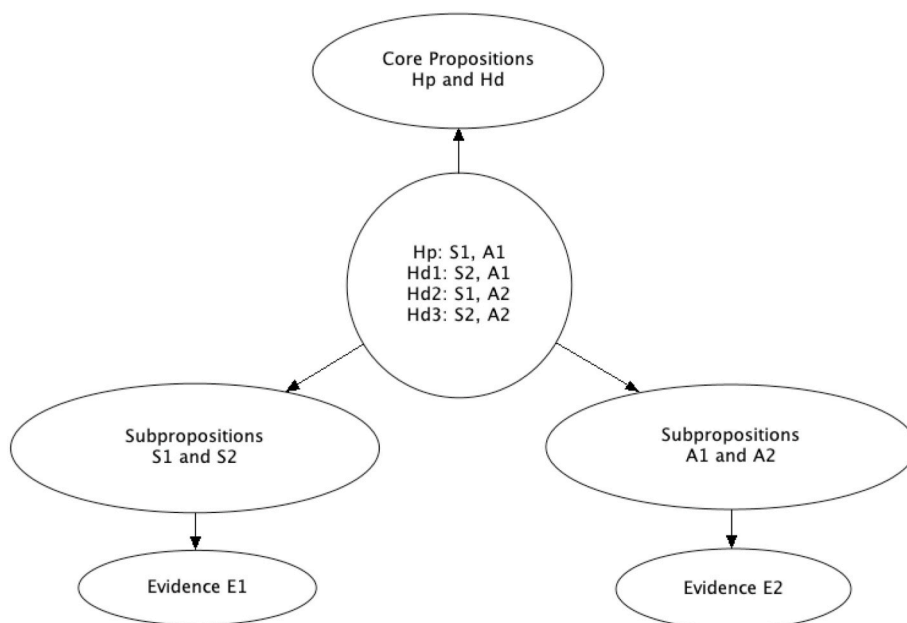 Core Propositions
Hp and Hd
Hp: S1, A1
Hd1: S2, A1
Hd2: S1, A2
Hd3: S2, A2
Subpropositions
S1 and S2
Subpropositions
A1 and A2
Evidence E1
Evidence E2